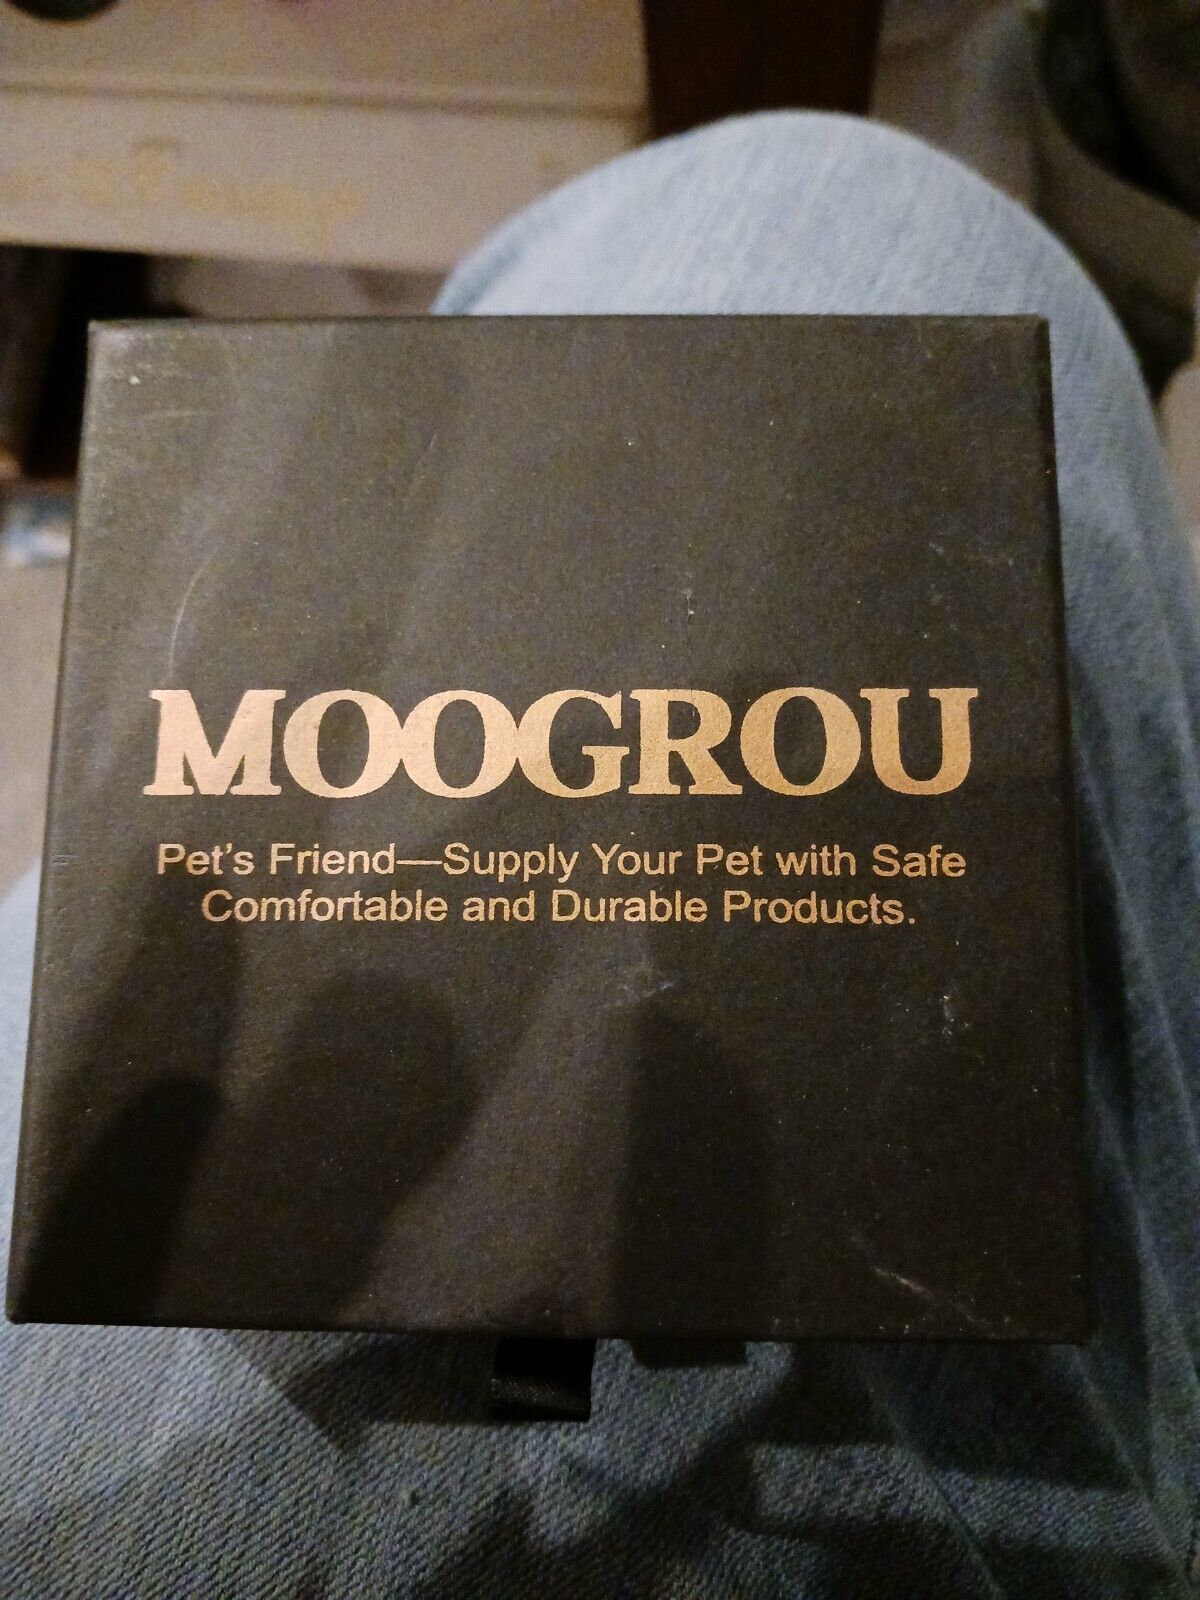 MOOGROU
Pet's Friend—Supply Your Pet with Safe
Comfortable and Durable Products.